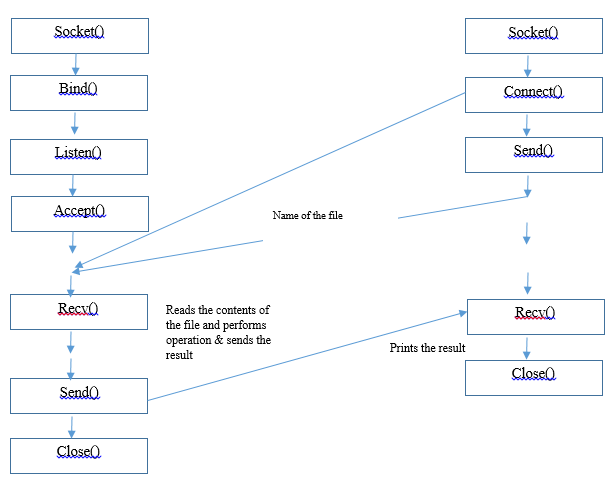 Socket()
Socket()
Bind()
Connect()
Listen()
Send()
Accept()
Name of the file
Recv()
Reads the contents of
the file and performs
operation & sends the
result
Recv()
Prints the result
Send()
Close()
Close()